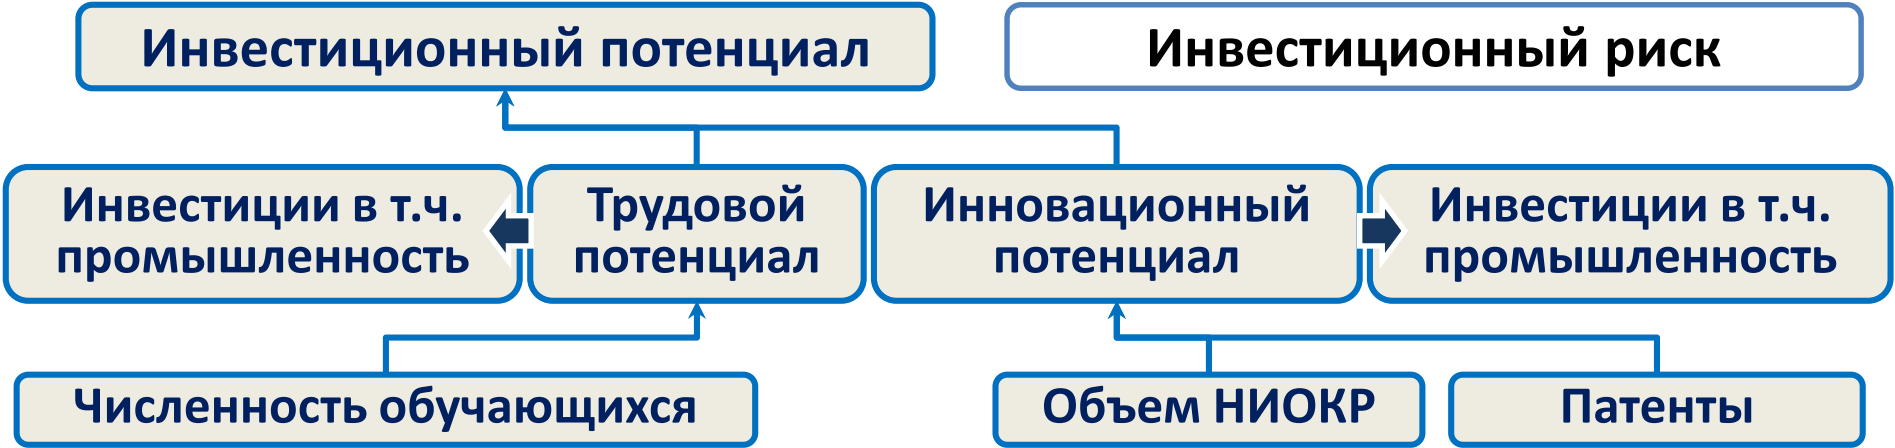 Инвестиционный потенциал
Инвестиционный риск
Инвестиции в т.ч.
промышленность
Трудовой
потенциал
Инновационный
потенциал
Инвестиции в т.ч.
промышленность
Численность обучающихся
Объем НИОКР
Патенты